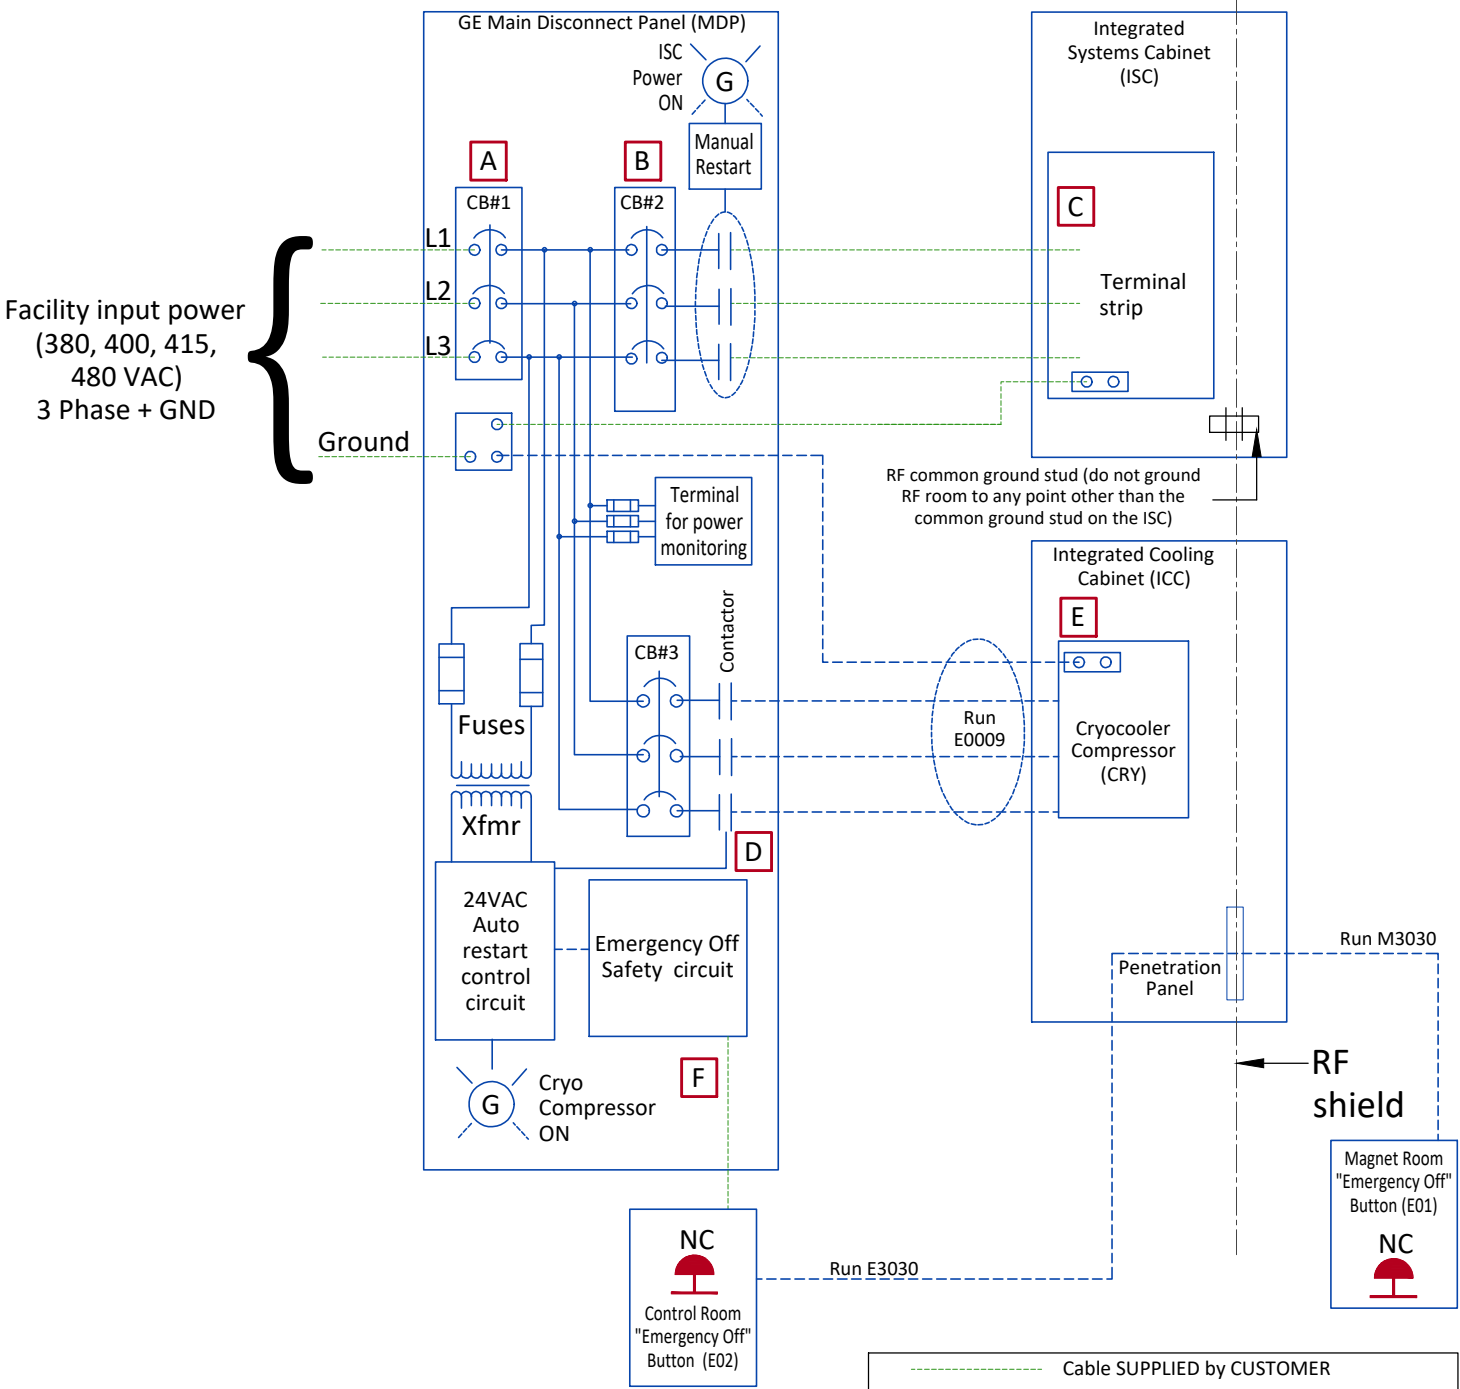 GE Main Disconnect Panel (MDP)
ISC
Power
ON
G
Manual
Restart
A
B
CB#1
CB#2
L1
L2
L3
Facility input power
(380, 400, 415,
480 VAC)
3 Phase + GND
Ground
Integrated
Systems Cabinet
(ISC)
C
Terminal
strip
RF common ground stud (do not ground
RF room to any point other than the
common ground stud on the ISC)
Terminal
for power
monitoring
Integrated Cooling
Cabinet (ICC)
E
Contactor
CB#3
Run
E0009
Cryocooler
Compressor
(CRY)
Fuses
Xfmr
D
24VAC
Auto
restart
control
circuit
Emergency Off
Safety circuit
F
G
Cryo
Compressor
ON
Run M3030
Penetration
Panel
RF
shield
Magnet Room
"Emergency Off"
Button (E01)
NC
NC
Control Room
"Emergency Off"
Button (E02)
Run E3030
Cable SUPPLIED by CUSTOMER